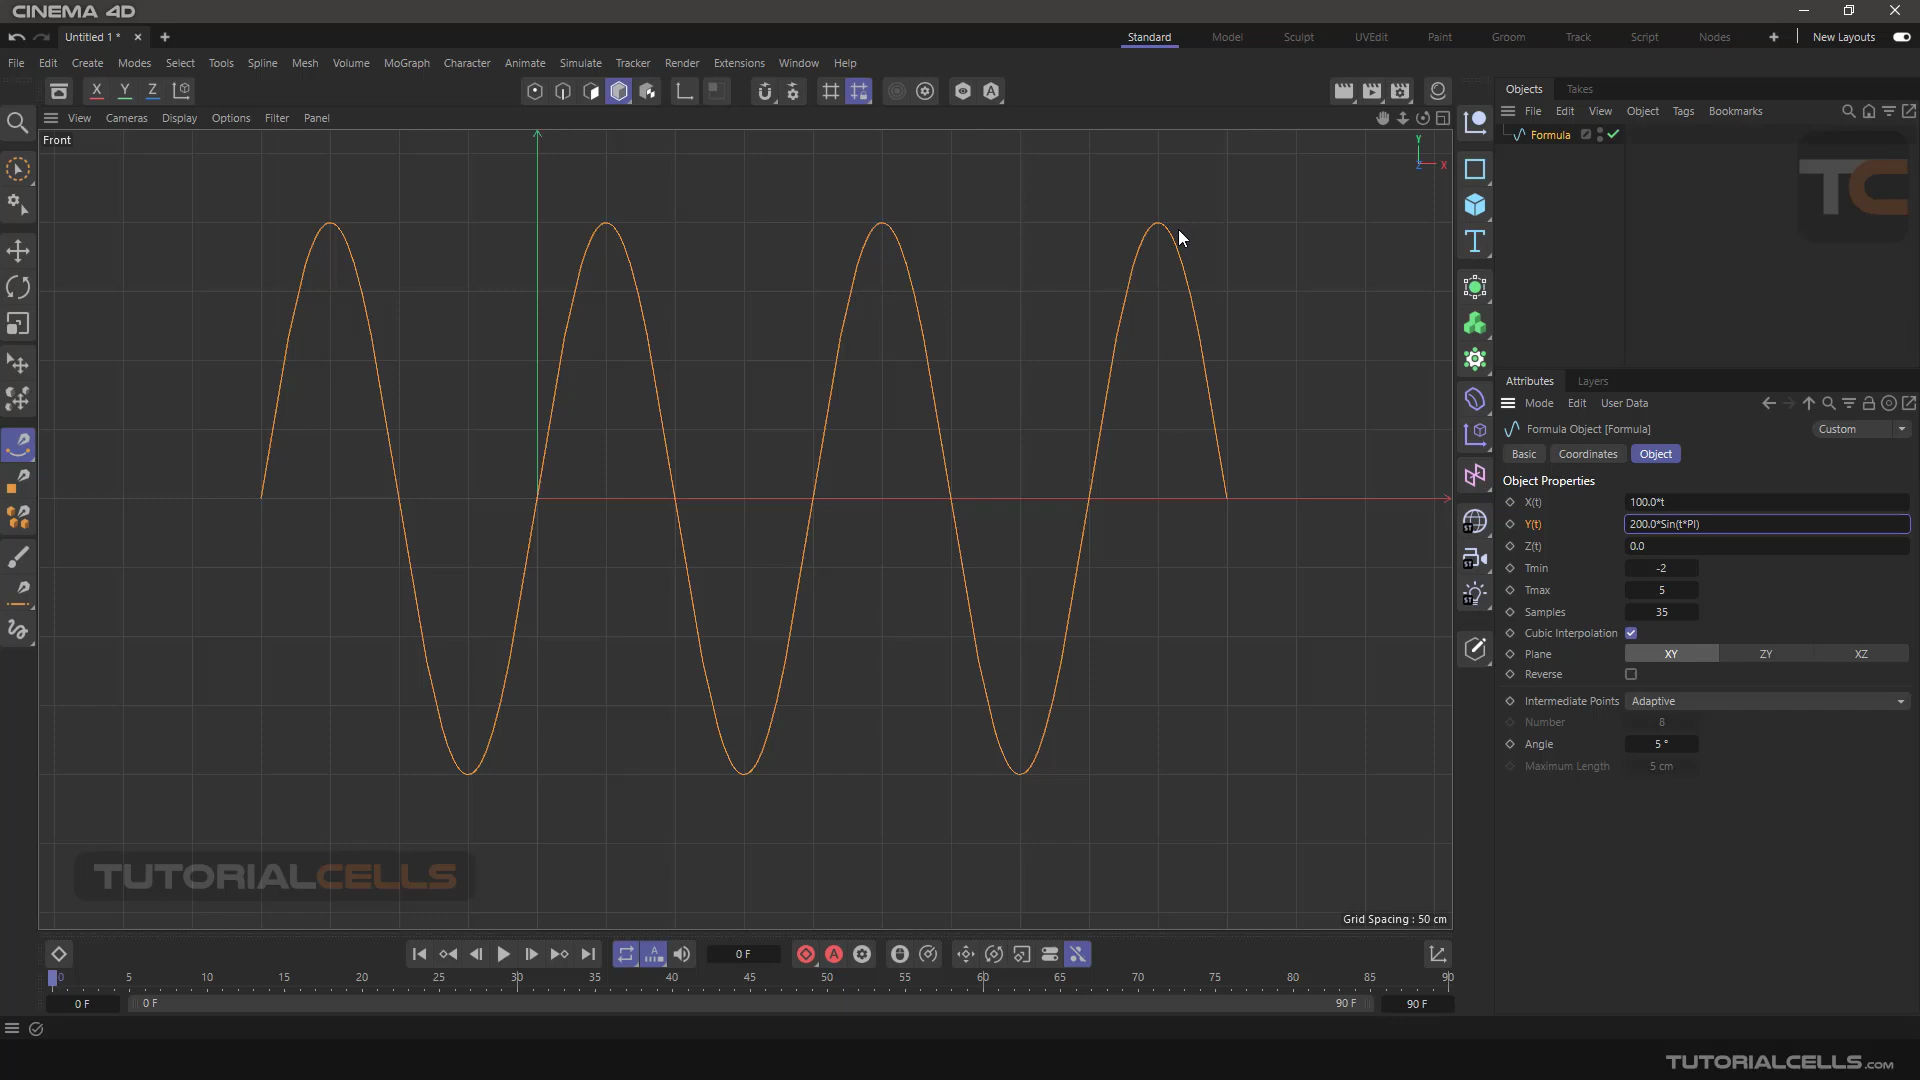 CINEMA 4D
Untitled 1 *
Standard Model Sculpt UVEdit Paint Groom Track Script Nodes New Layouts
File Edit Create Modes Select Tools Spline Mesh Volume MoGraph Character Animate Simulate Tracker Render Extensions Window Help
X Y Z
Objects Takes
File Edit View Object Tags Bookmarks
View Cameras Display Options Filter Panel
Formula
Front
Y
Z X
TC
Attributes Layers
Mode Edit User Data
Formula Object [Formula]
Custom
Basic Coordinates Object
Object Properties
X(t) 100.0*t
Y(t) 200.0*Sin(t*PI)
Z(t) 0.0
Tmin -2
Tmax 5
Samples 35
Cubic Interpolation
Plane XY ZY XZ
Reverse
Intermediate Points Adaptive
Number 8
Angle 5 °
Maximum Length 5 cm
TUTORIALCELLS
Grid Spacing : 50 cm
0 F
0 5 10 15 20 25 30 35 40 45 50 55 60 65 70 75 80 85 90
0 F 0 F 90 F 90 F
TUTORIALCELLS.com